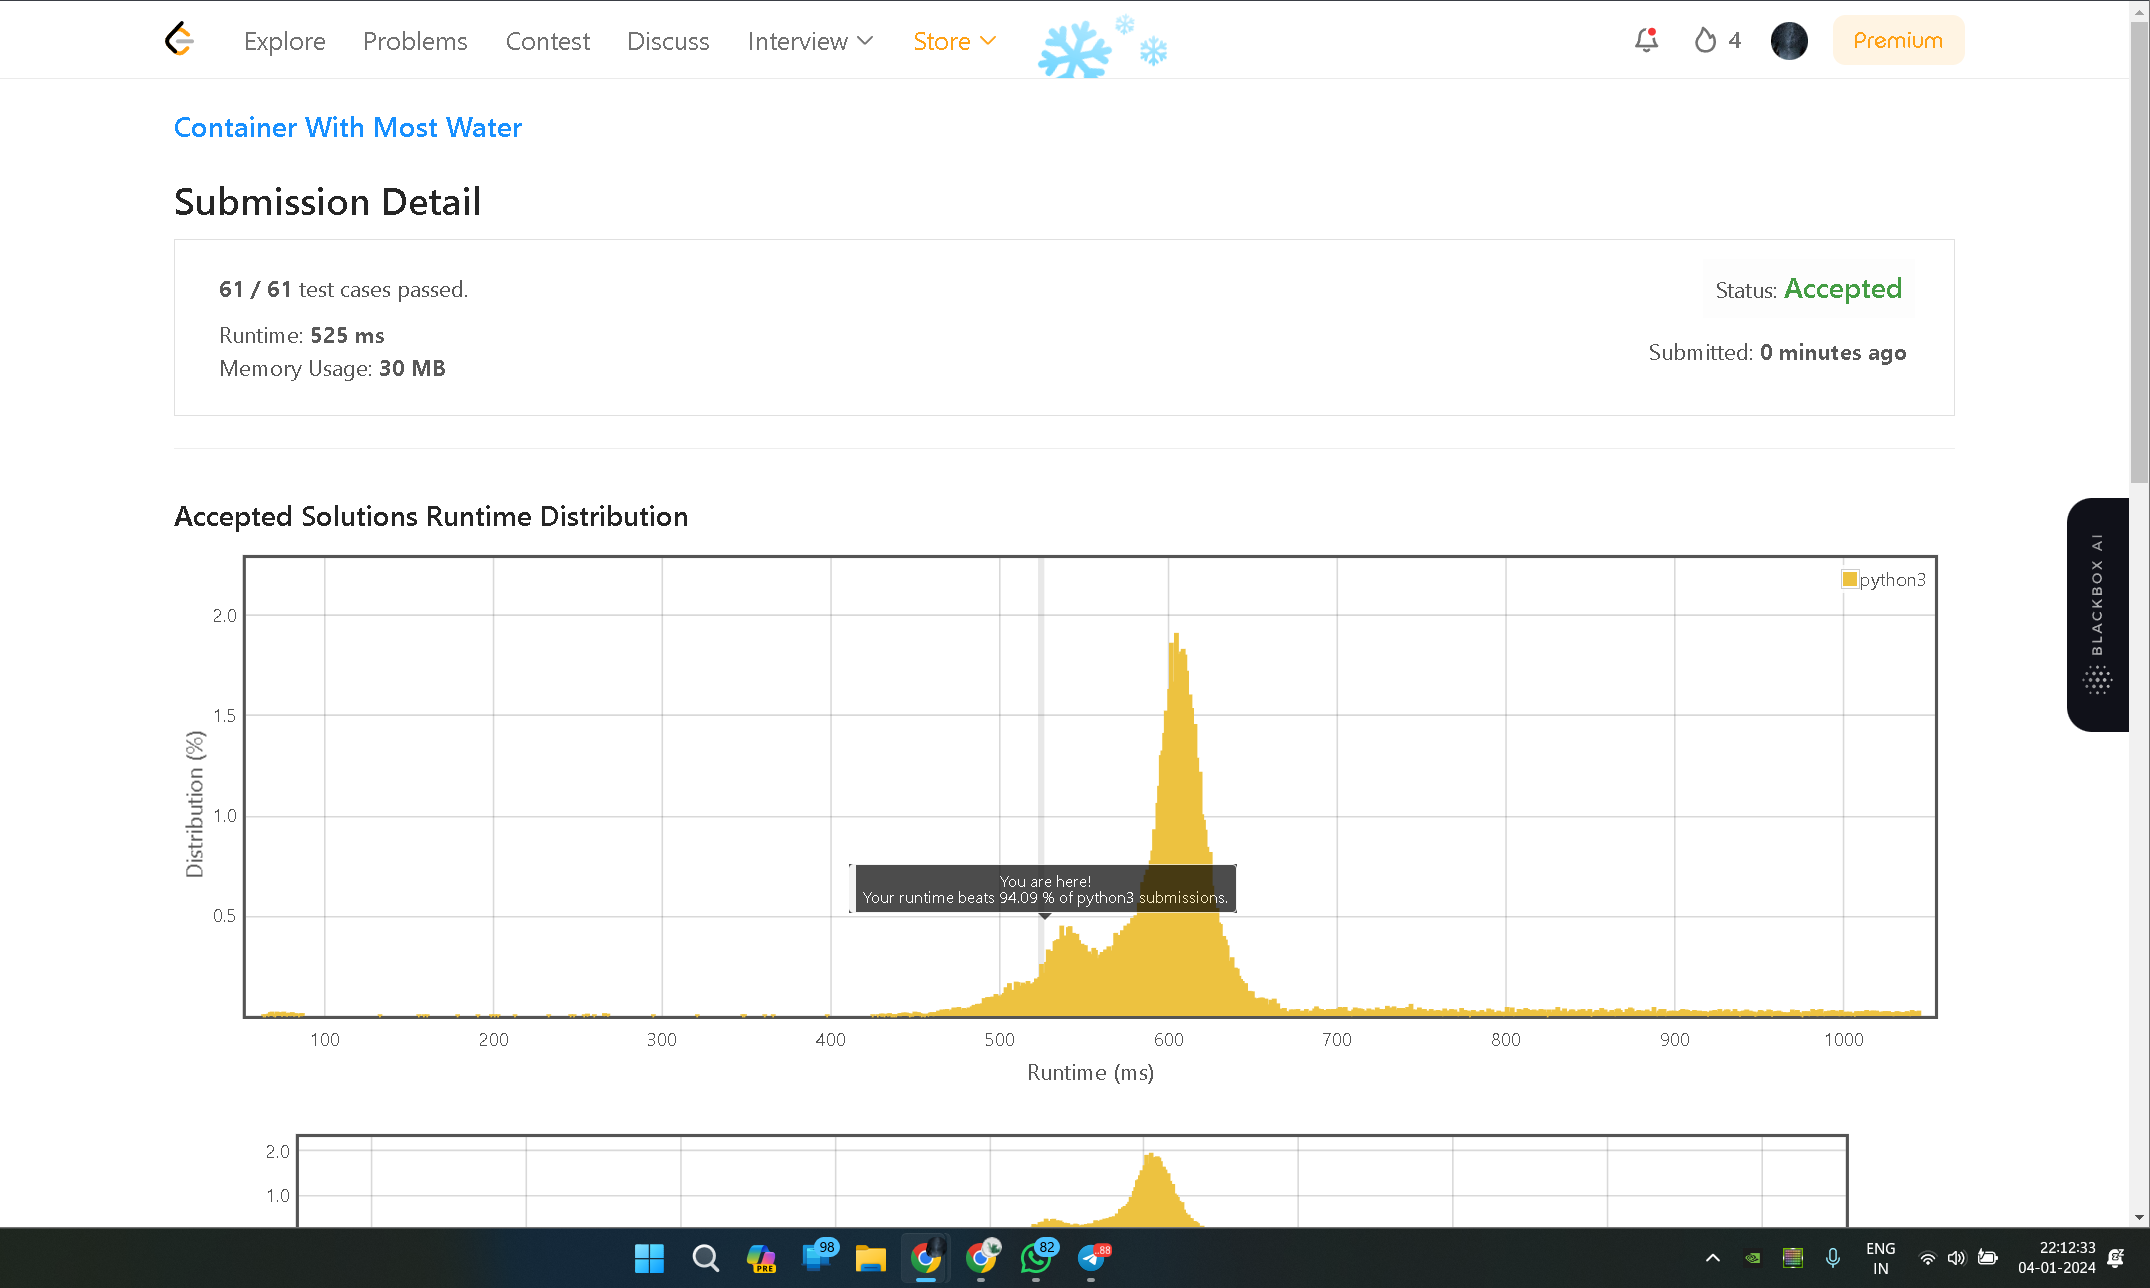 Explore Problems Contest Discuss Interview Store 4 Premium
Container With Most Water
Submission Detail
61 / 61 test cases passed.
Status: Accepted
Runtime: 525 ms
Submitted: 0 minutes ago
Memory Usage: 30 MB
Accepted Solutions Runtime Distribution
python3
2.0
1.5
1.0
0.5
Distribution (%)
You are here!
Your runtime beats 94.09 % of python3 submissions.
100 200 300 400 500 600 700 800 900 1000
Runtime (ms)
BLACKBOX AI
2.0
1.0
PRE
98
82
..88
ENG
IN
22:12:33
04-01-2024